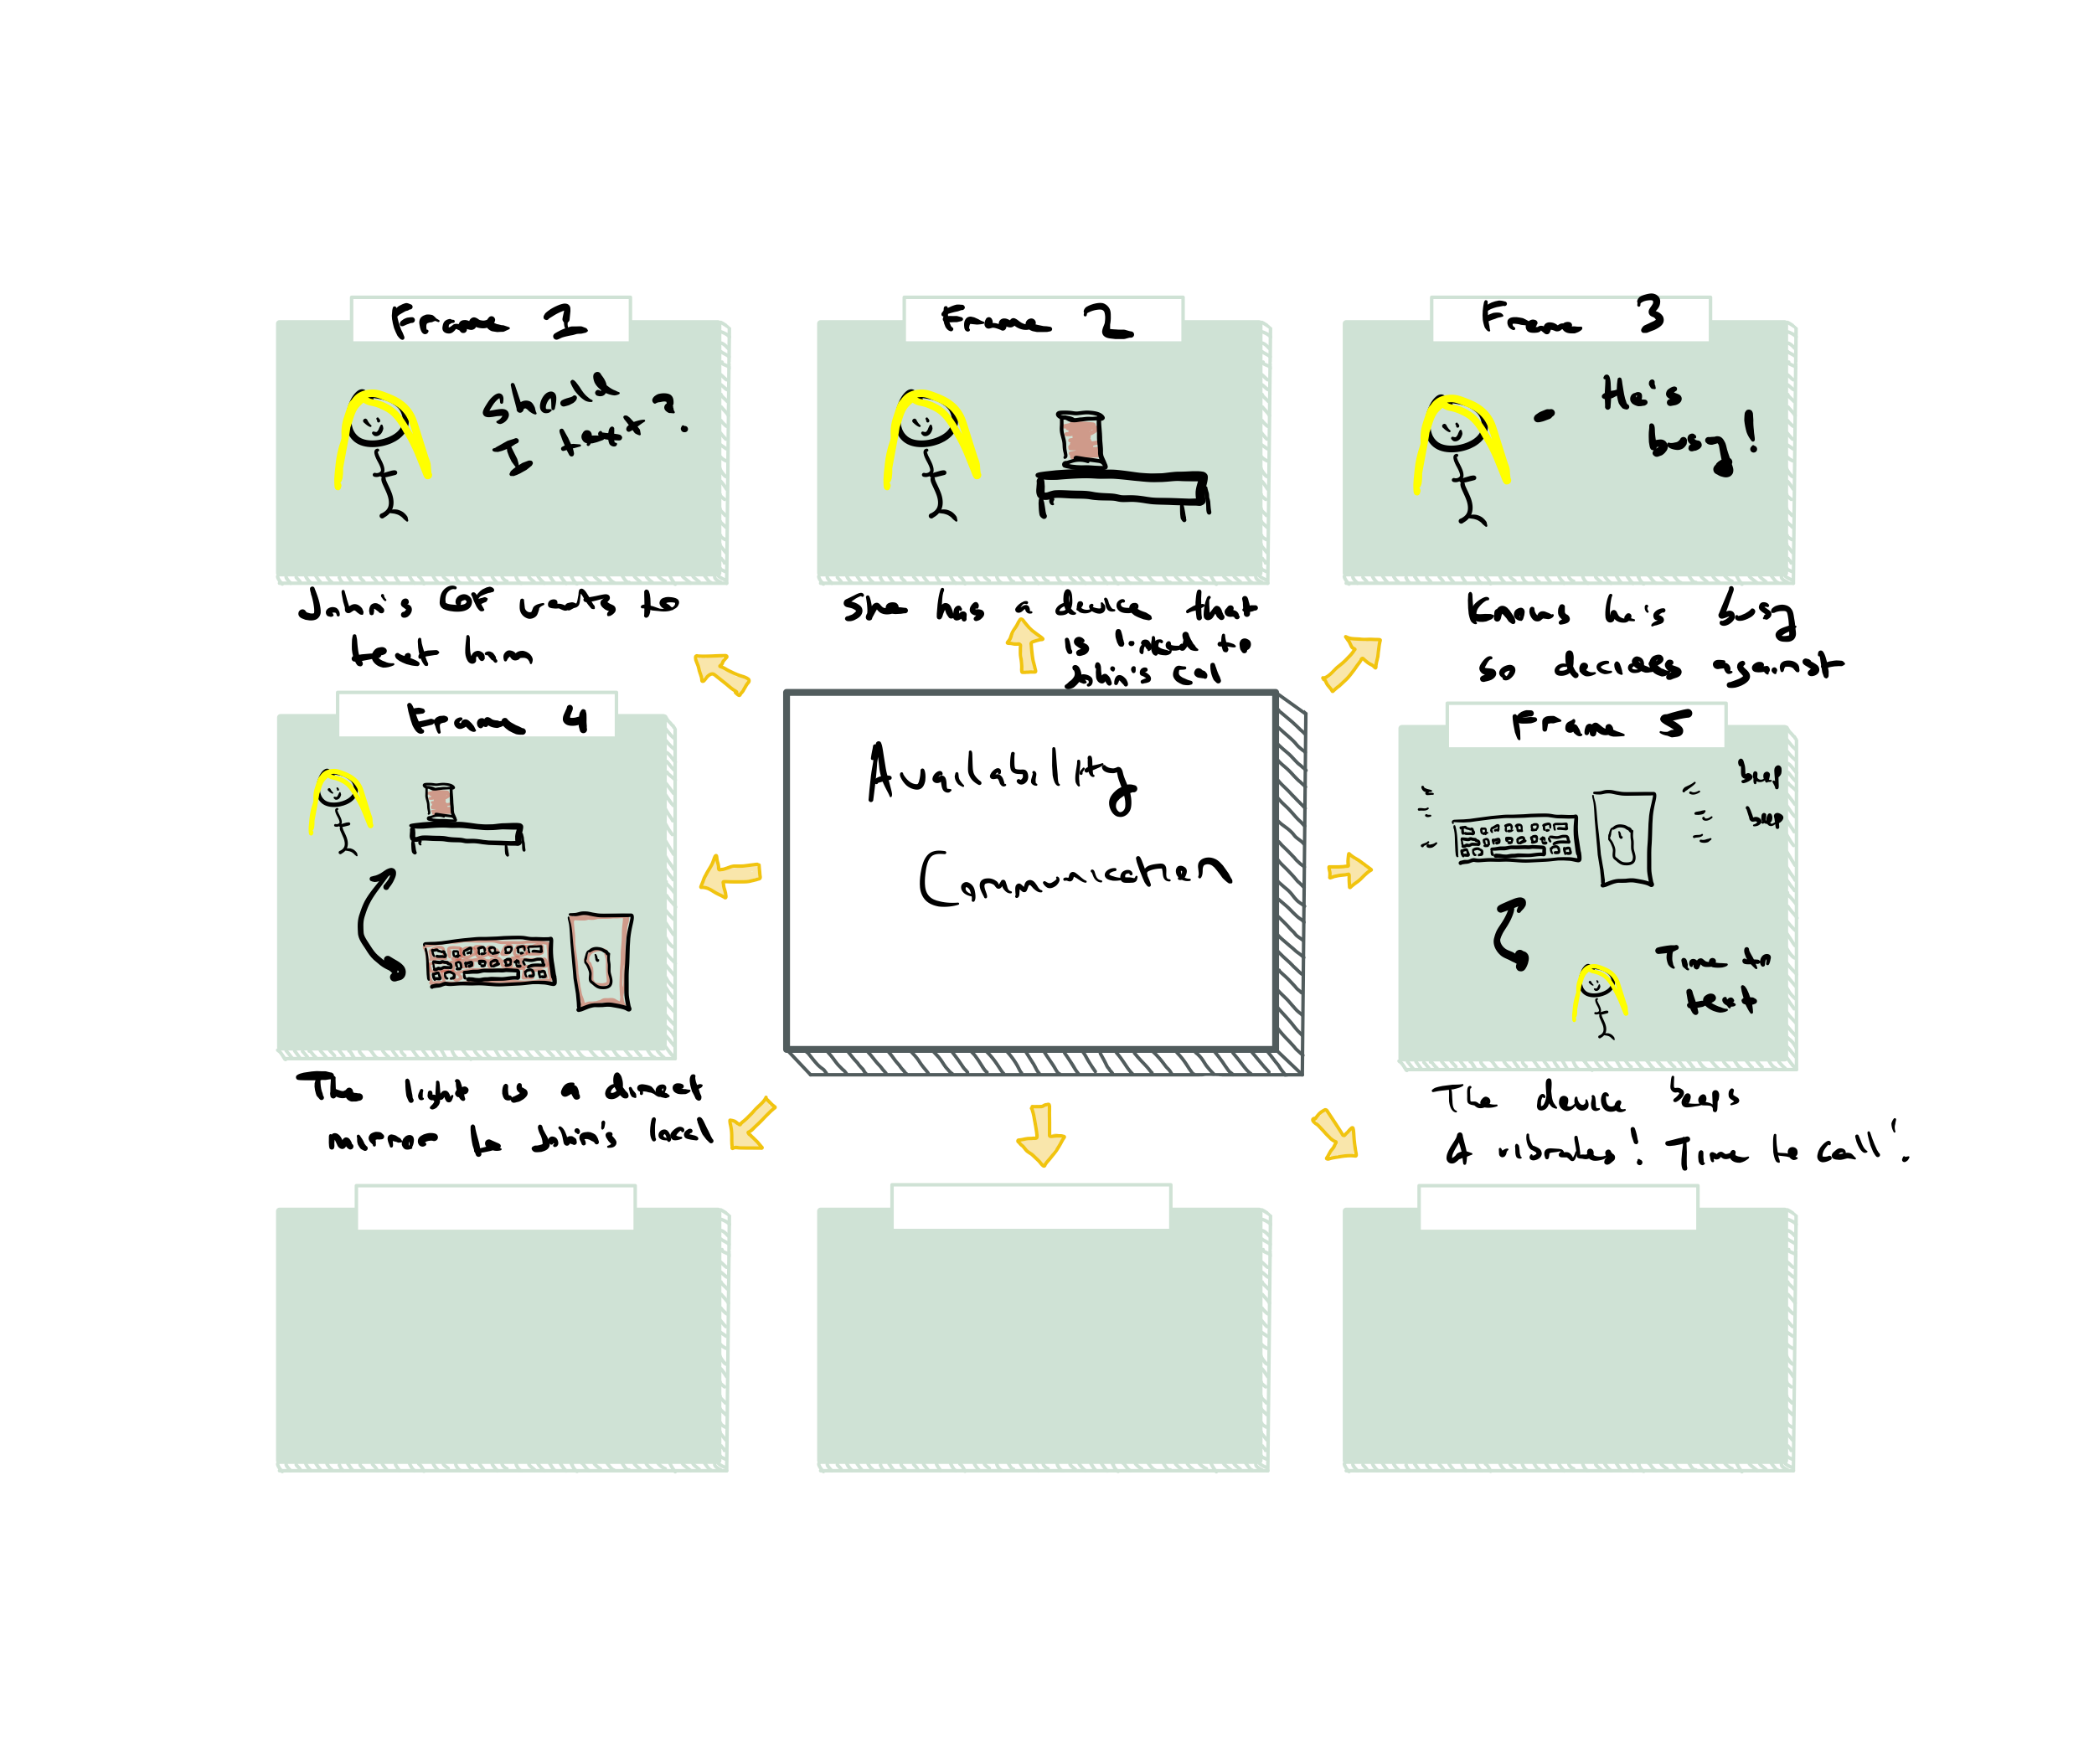 Frame 1
Should
I text?
John's GF wants to
text him
Frame 2
She has a device that
is linked to
John's cal
Frame 3
- He's
busy!
Knows he's busy
so decides against
Frame 4
The light is a direct
mirror to John's local
Availability
Communication
Frame 5
beep
beep
Time to
text
The device beeps
& vibrates! Time to call!